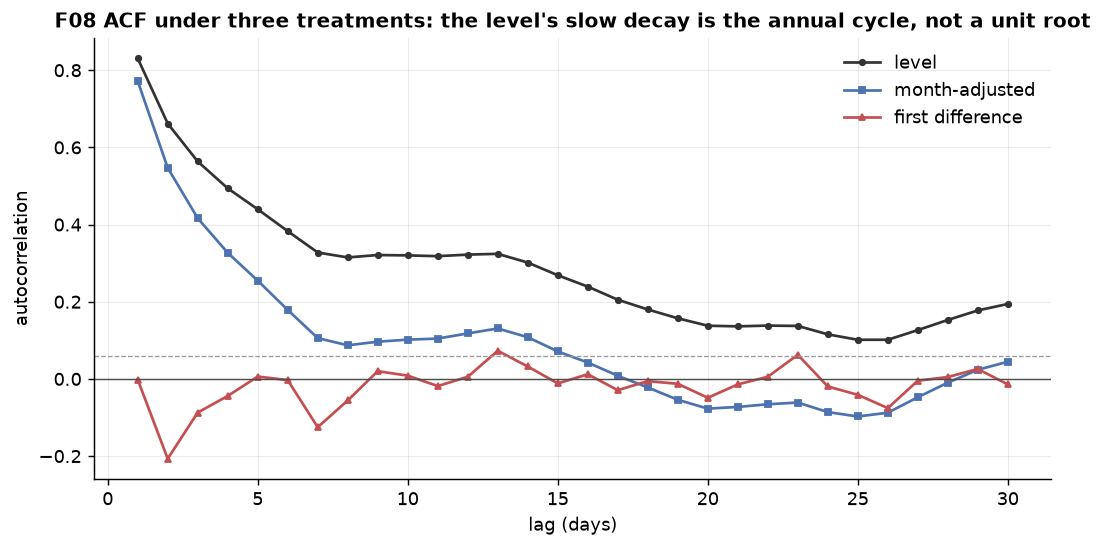 F08 ACF under three treatments: the level's slow decay is the annual cycle, not a unit root
level
month-adjusted
first difference
autocorrelation
0.8
0.6
0.4
0.2
0.0
−0.2
0
5
10
15
20
25
30
lag (days)